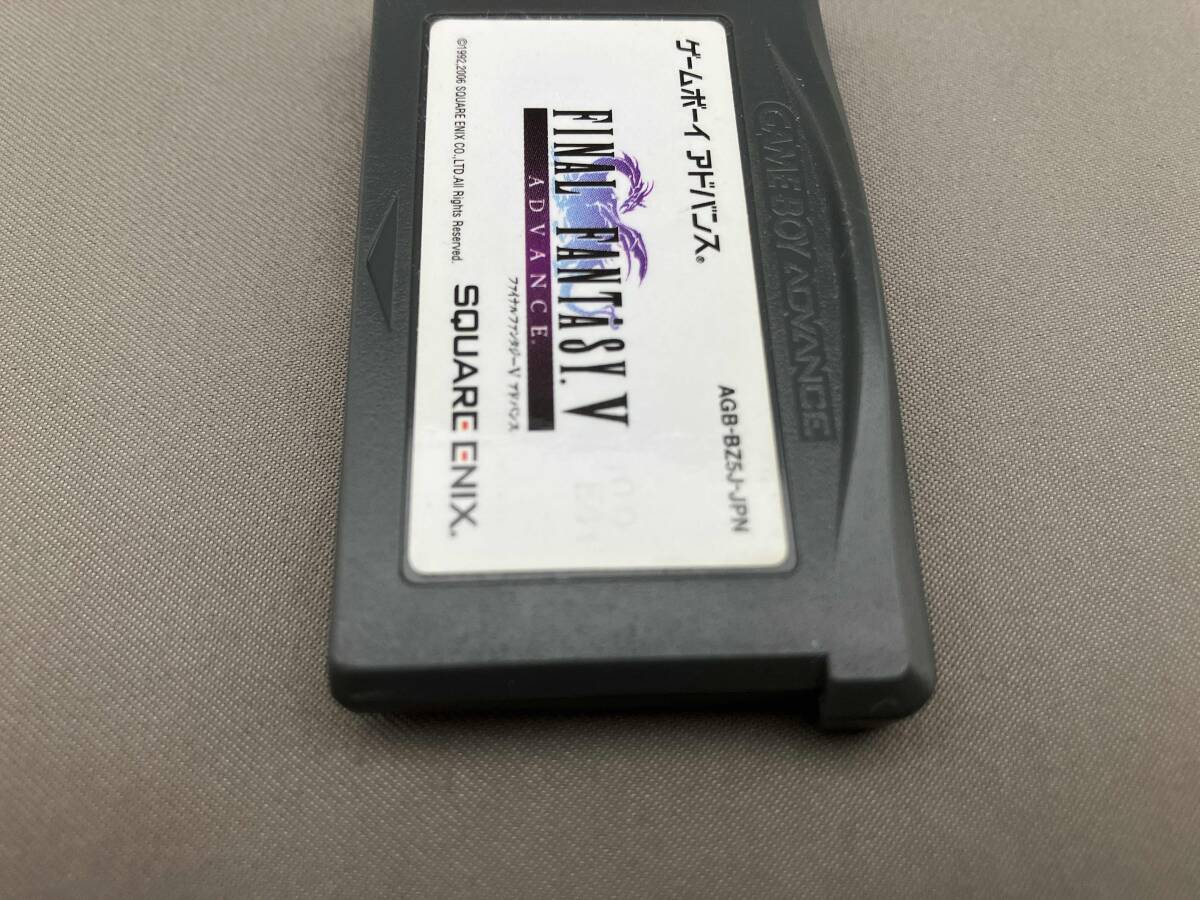 GAME BOY ADVANCE
ゲームボーイ アドバンス®
AGB-BZ5J-JPN
FINAL FANTASY. V
ADVANCE.
ファイナルファンタジーV アドバンス
©1992,2006 SQUARE ENIX CO.,LTD.All Rights Reserved.
SQUARE ENIX.